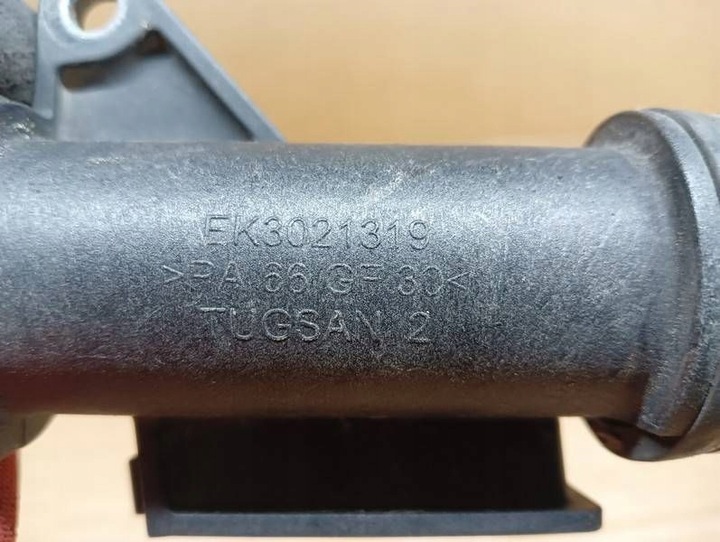 EK3021319
>PA 66 GF 30<
TUGSAN 2